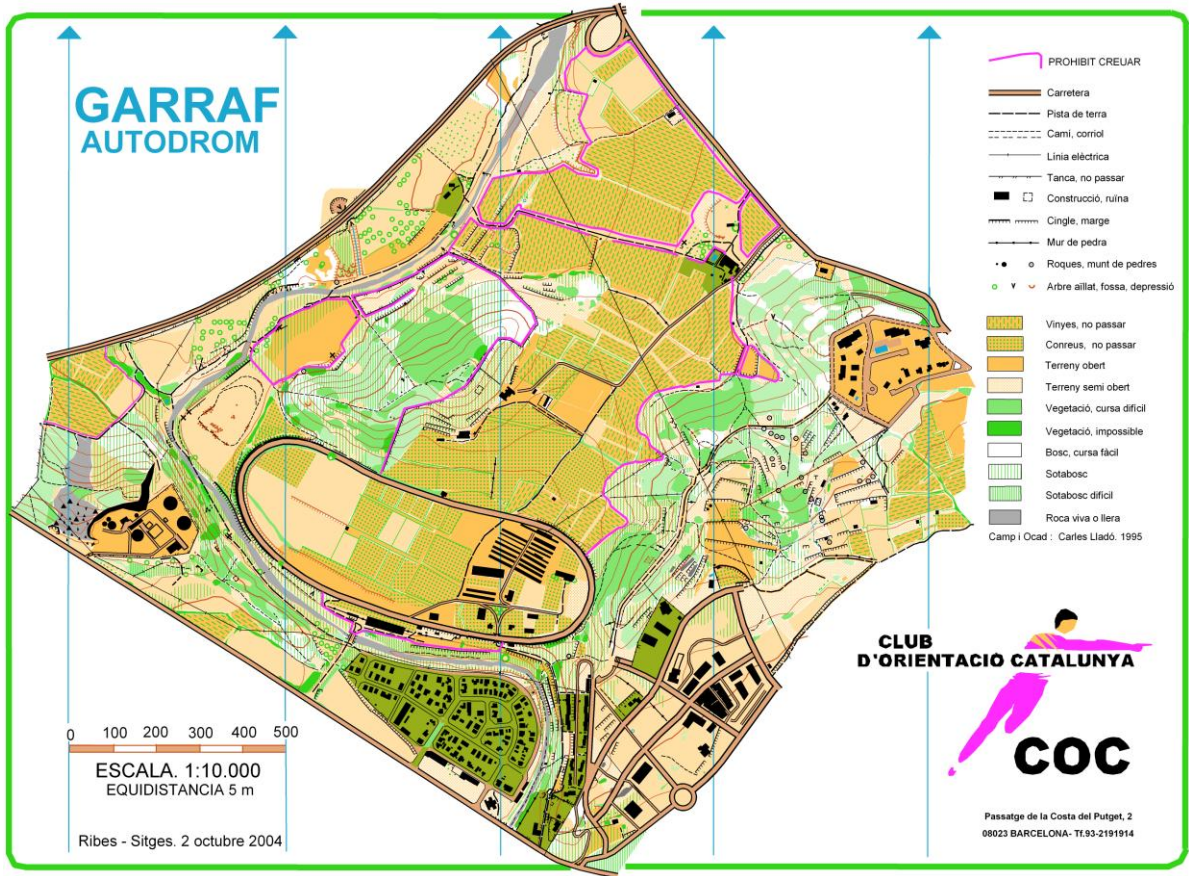 GARRAF
AUTODROM
PROHIBIT CREUAR
Carretera
Pista de terra
Camí, corriol
Linia elèctrica
Tanca, no passar
Construcció, ruïna
Cingle, marge
Mur de pedra
Roques, munt de pedres
Arbre aïllat, fossa, depressió
Vinyes, no passar
Conreus, no passar
Terreny obert
Terreny semi obert
Vegetació, cursa difícil
Vegetació, impossible
Bosc, cursa fàcil
Sotabosc
Sotabosc difícil
Roca viva o llera
Camp i Ocad : Carles Lladó. 1995
CLUB
D'ORIENTACIÓ CATALUNYA
COC
Passatge de la Costa del Putget, 2
08023 BARCELONA- Tf.93-2191914
0 100 200 300 400 500
ESCALA. 1:10.000
EQUIDISTANCIA 5 m
Ribes - Sitges. 2 octubre 2004